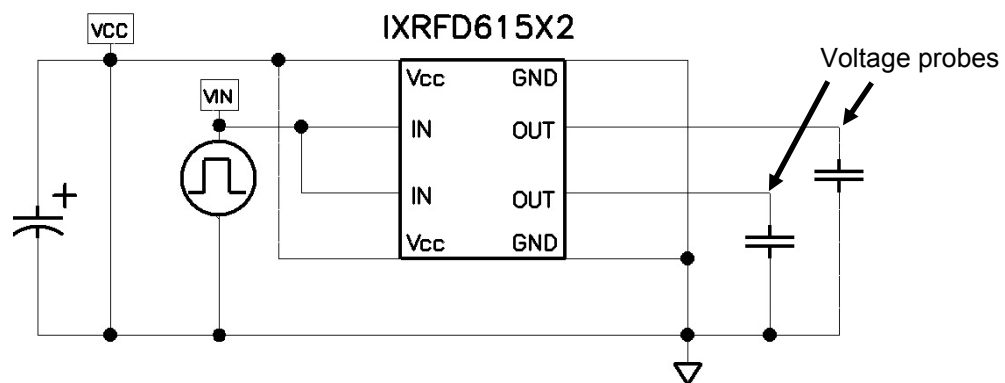 IXRFD615X2
VCC
Voltage probes
Vcc GND
VIN
IN OUT
+
IN OUT
Vcc GND